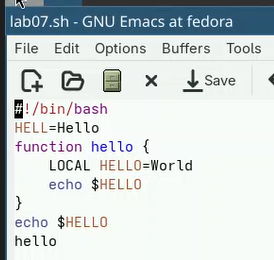 lab07.sh - GNU Emacs at fedora
File Edit Options Buffers Tools
Save
#!/bin/bash
HELL=Hello
function hello {
    LOCAL HELLO=World
    echo $HELLO
}
echo $HELLO
hello